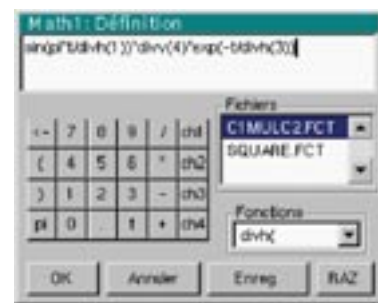 Math1: Définition
sin(pi*t/divh(1))*divv(4)*exp(-t/divh(3))
Fichiers
<- 7 8 9 / ch1
C1MULC2.FCT
( 4 5 6 * ch2
SQUARE.FCT
) 1 2 3 - ch3
Fonctions
pi 0 . t + ch4
divh(
OK Annuler Enreg. RAZ